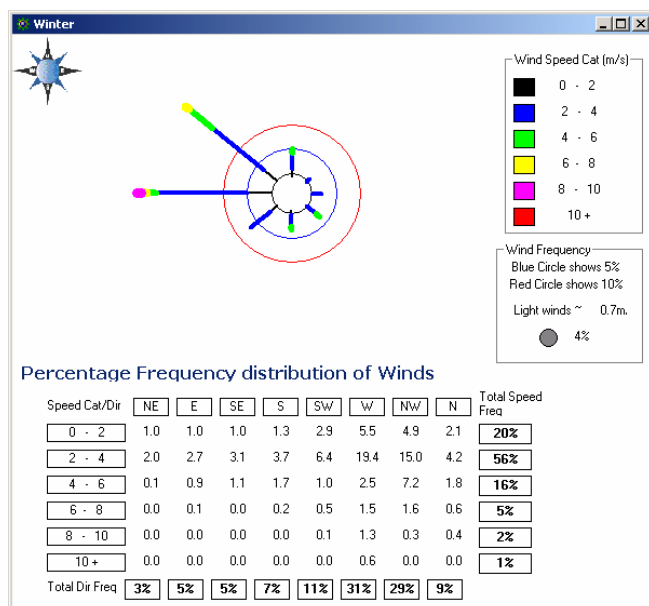 Winter
Wind Speed Cat (m/s)
0 - 2
2 - 4
4 - 6
6 - 8
8 - 10
10 +
Wind Frequency
Blue Circle shows 5%
Red Circle shows 10%
Light winds ~ 0.7m.
4%
Percentage Frequency distribution of Winds
Speed Cat/Dir NE E SE S SW W NW N Total Speed Freq
0 - 2 1.0 1.0 1.0 1.3 2.9 5.5 4.9 2.1 20%
2 - 4 2.0 2.7 3.1 3.7 6.4 19.4 15.0 4.2 56%
4 - 6 0.1 0.9 1.1 1.7 1.0 2.5 7.2 1.8 16%
6 - 8 0.0 0.1 0.0 0.2 0.5 1.5 1.6 0.6 5%
8 - 10 0.0 0.0 0.0 0.0 0.1 1.3 0.3 0.4 2%
10 + 0.0 0.0 0.0 0.0 0.0 0.6 0.0 0.0 1%
Total Dir Freq 3% 5% 5% 7% 11% 31% 29% 9%